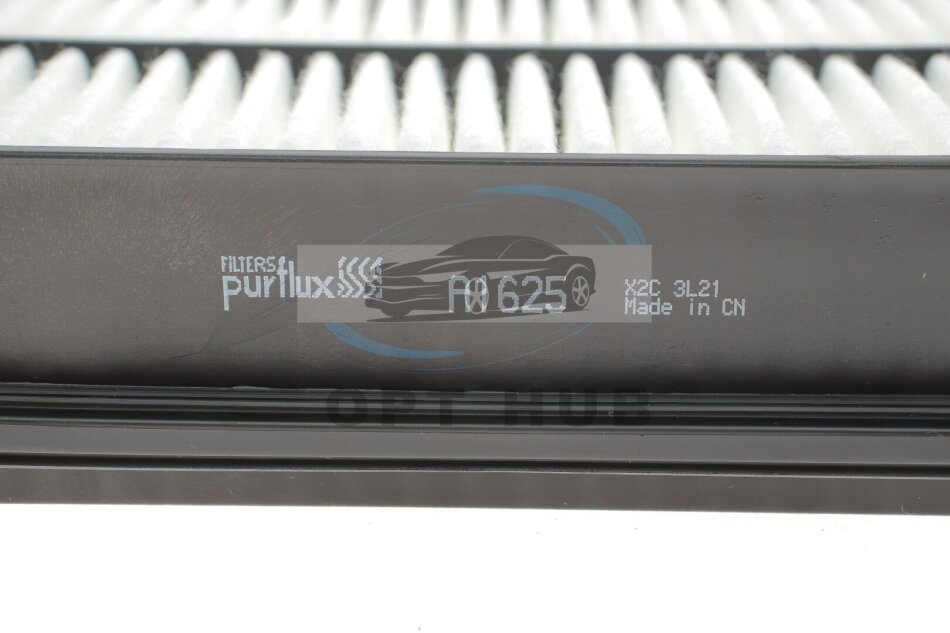 FILTERS
purflux
625
X2C 3L21
Made in CN
OPT HUB